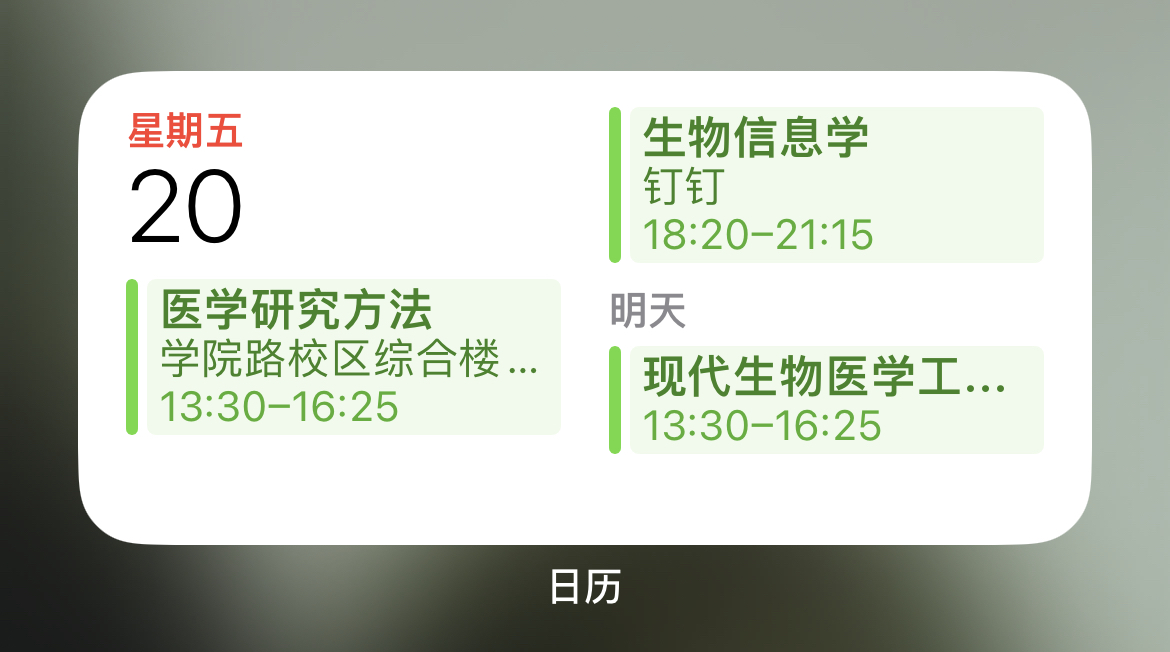 星期五
20
医学研究方法
学院路校区综合楼...
13:30–16:25
生物信息学
钉钉
18:20–21:15
明天
现代生物医学工...
13:30–16:25
日历